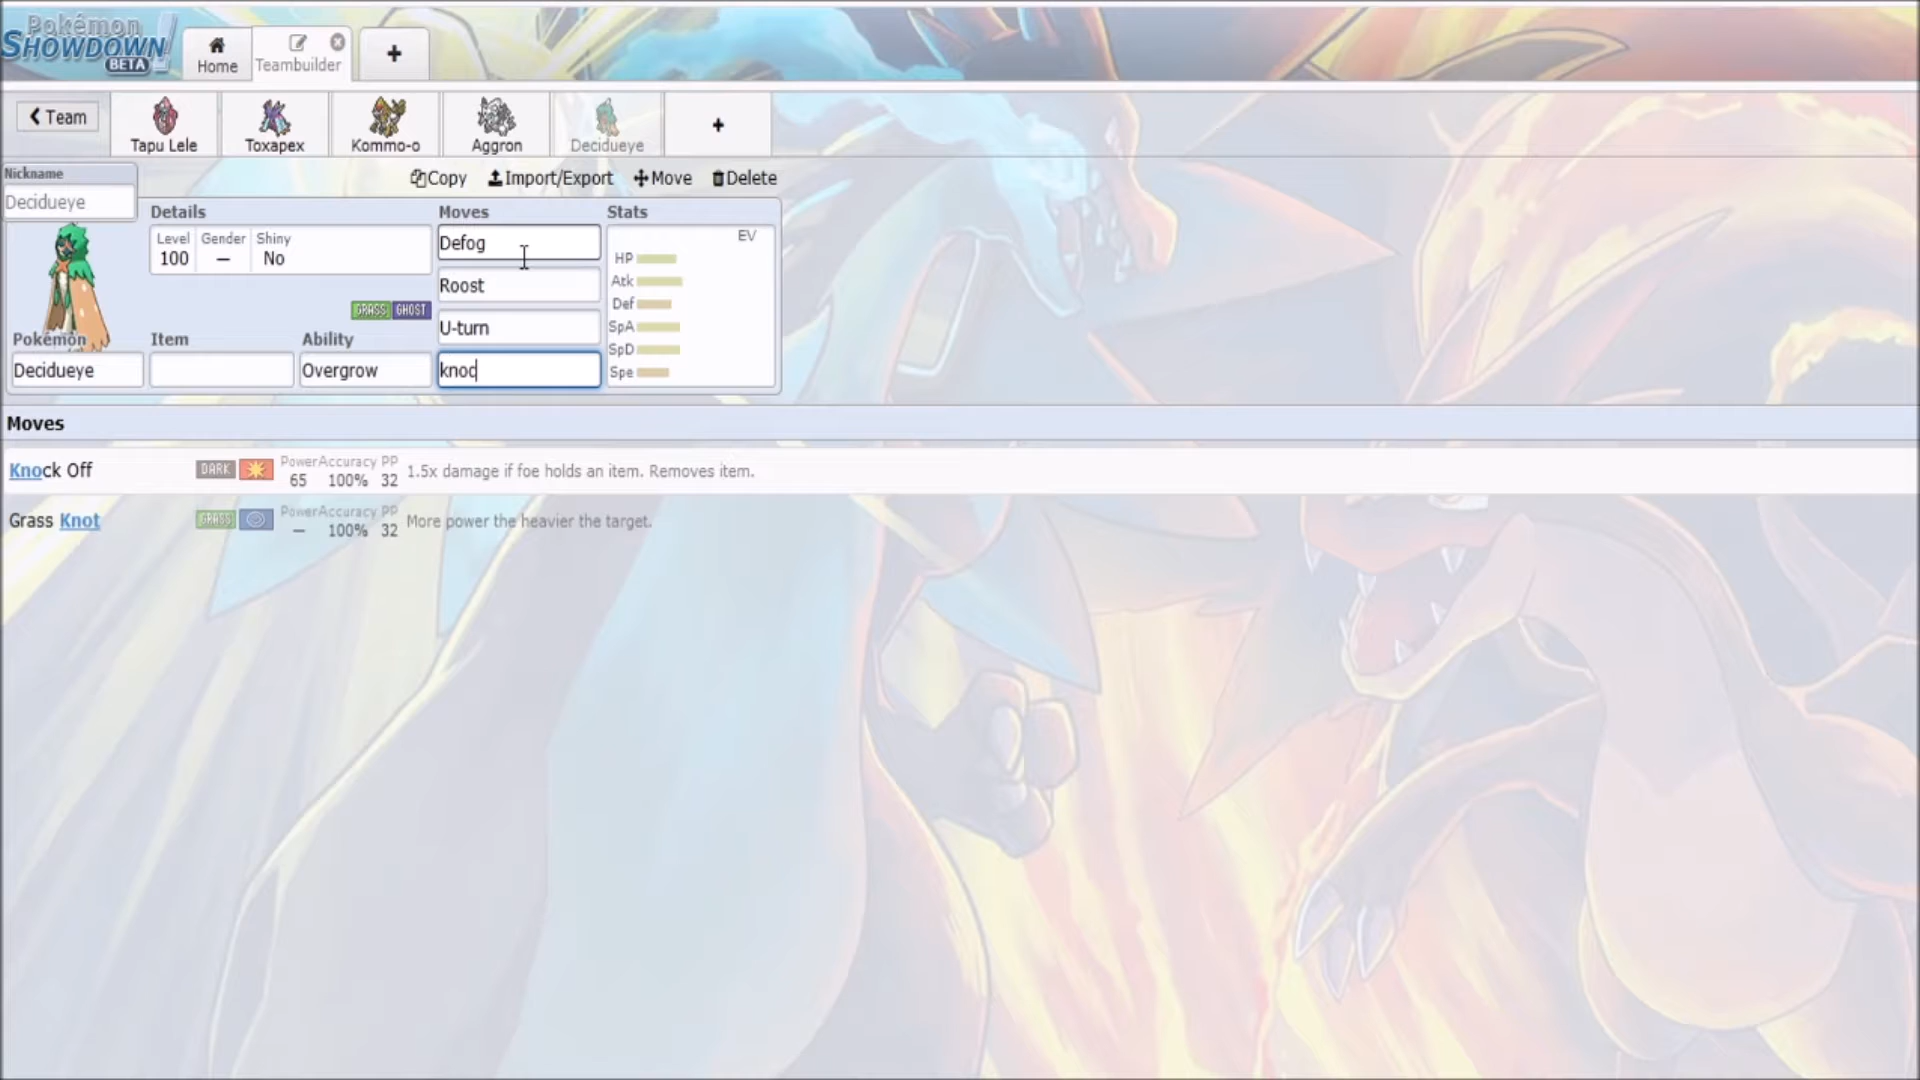 Pokémon
SHOWDOWN!
BETA
Home
Teambuilder
+
Team
Tapu Lele
Toxapex
Kommo-o
Aggron
Decidueye
+
Nickname
Decidueye
Copy
Import/Export
Move
Delete
Details
Moves
Stats
Level
Gender
Shiny
100
—
No
Defog
EV
HP
Roost
Atk
GRASS
GHOST
Def
U-turn
SpA
Pokémon
Item
Ability
SpD
Decidueye
Overgrow
knoc
Spe
Moves
Knock Off
DARK
Power Accuracy PP
65 100% 32
1.5x damage if foe holds an item. Removes item.
Grass Knot
GRASS
Power Accuracy PP
— 100% 32
More power the heavier the target.